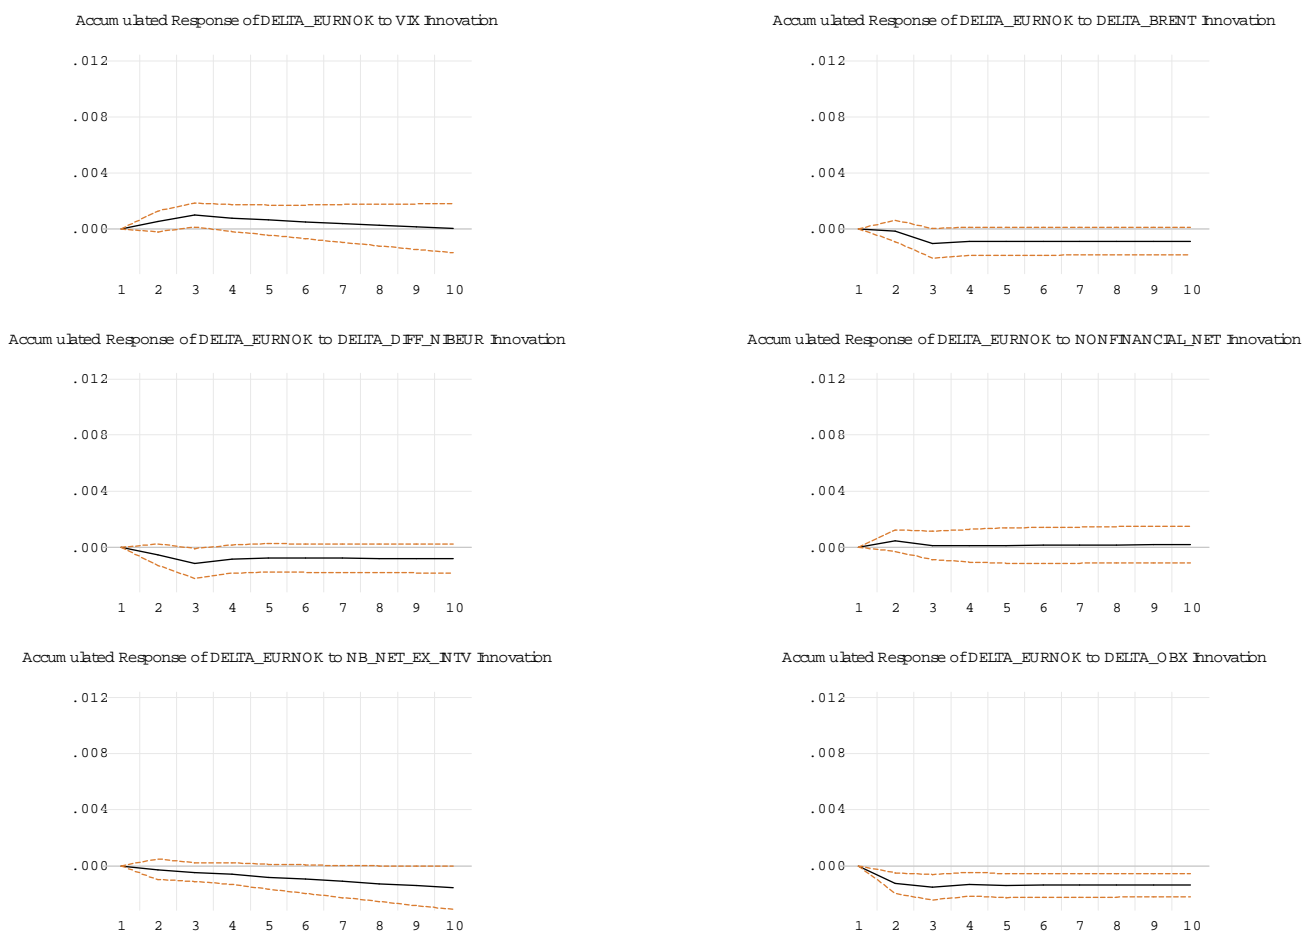 Accumulated Response of DELTA_EURNOK to VIX Innovation
.012
.008
.004
.000
1 2 3 4 5 6 7 8 9 10
Accumulated Response of DELTA_EURNOK to DELTA_BRENT Innovation
.012
.008
.004
.000
1 2 3 4 5 6 7 8 9 10
Accumulated Response of DELTA_EURNOK to DELTA_DIFF_NIBEUR Innovation
.012
.008
.004
.000
1 2 3 4 5 6 7 8 9 10
Accumulated Response of DELTA_EURNOK to NONFINANCIAL_NET Innovation
.012
.008
.004
.000
1 2 3 4 5 6 7 8 9 10
Accumulated Response of DELTA_EURNOK to NB_NET_EX_INTV Innovation
.012
.008
.004
.000
1 2 3 4 5 6 7 8 9 10
Accumulated Response of DELTA_EURNOK to DELTA_OBX Innovation
.012
.008
.004
.000
1 2 3 4 5 6 7 8 9 10